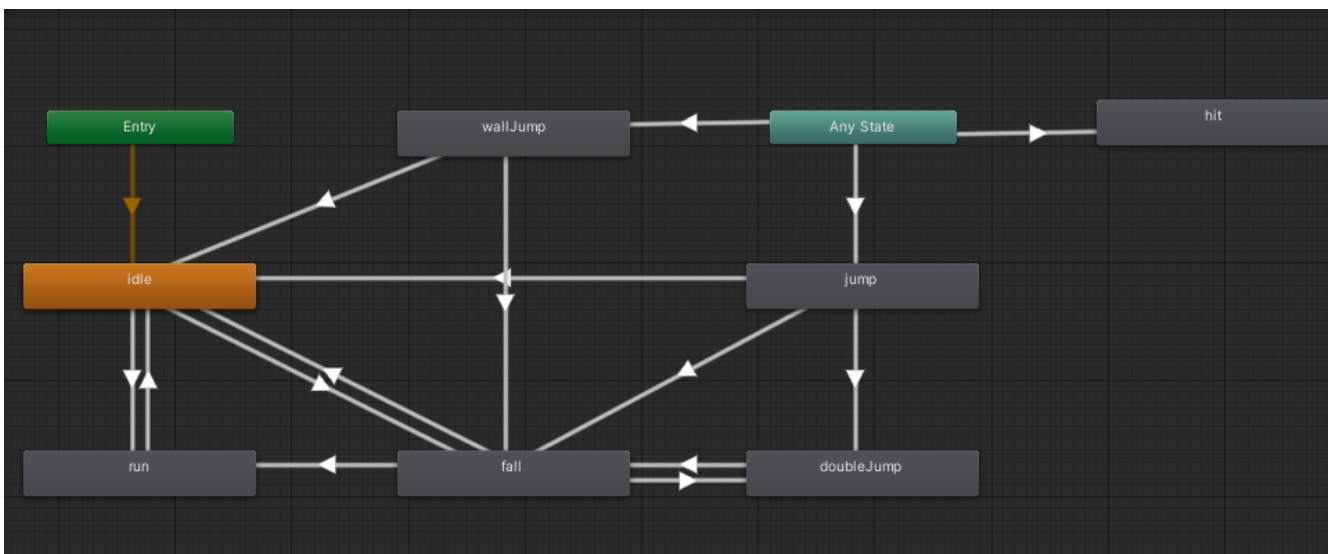 Entry
wallJump
Any State
hit
idle
jump
run
fall
doubleJump